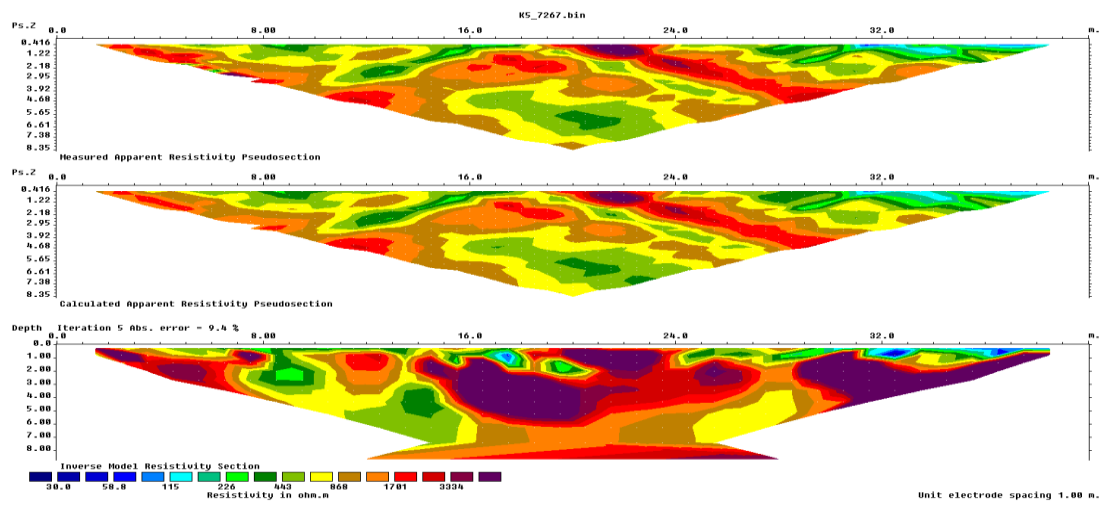 K5_7267.bin
Ps.Z 0.0 8.00 16.0 24.0 32.0 m.
0.416
1.22
2.18
2.95
3.92
4.68
5.65
6.61
7.38
8.35
Measured Apparent Resistivity Pseudosection
Ps.Z 0.0 8.00 16.0 24.0 32.0 m.
0.416
1.22
2.18
2.95
3.92
4.68
5.65
6.61
7.38
8.35
Calculated Apparent Resistivity Pseudosection
Depth Iteration 5 Abs. error = 9.4 %
0.0 8.00 16.0 24.0 32.0 m.
0.0
1.00
2.00
3.00
4.00
5.00
6.00
7.00
8.00
Inverse Model Resistivity Section
30.0 58.8 115 226 443 868 1701 3334
Resistivity in ohm.m
Unit electrode spacing 1.00 m.